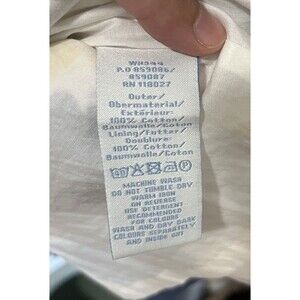 WH344
P.O 859086/
859087
RN 118027
Outer/
Obermaterial/
Extérieur:
100% Cotton/
Baumwolle/Coton
Lining/Futter/
Doublure:
100% Cotton/
Baumwolle/Coton
MACHINE WASH
DO NOT TUMBLE DRY
WARM IRON
ON REVERSE
USE DETERGENT
RECOMMENDED
FOR COLOURS
WASH AND DRY DARK
COLOURS SEPARATELY
AND INSIDE OUT